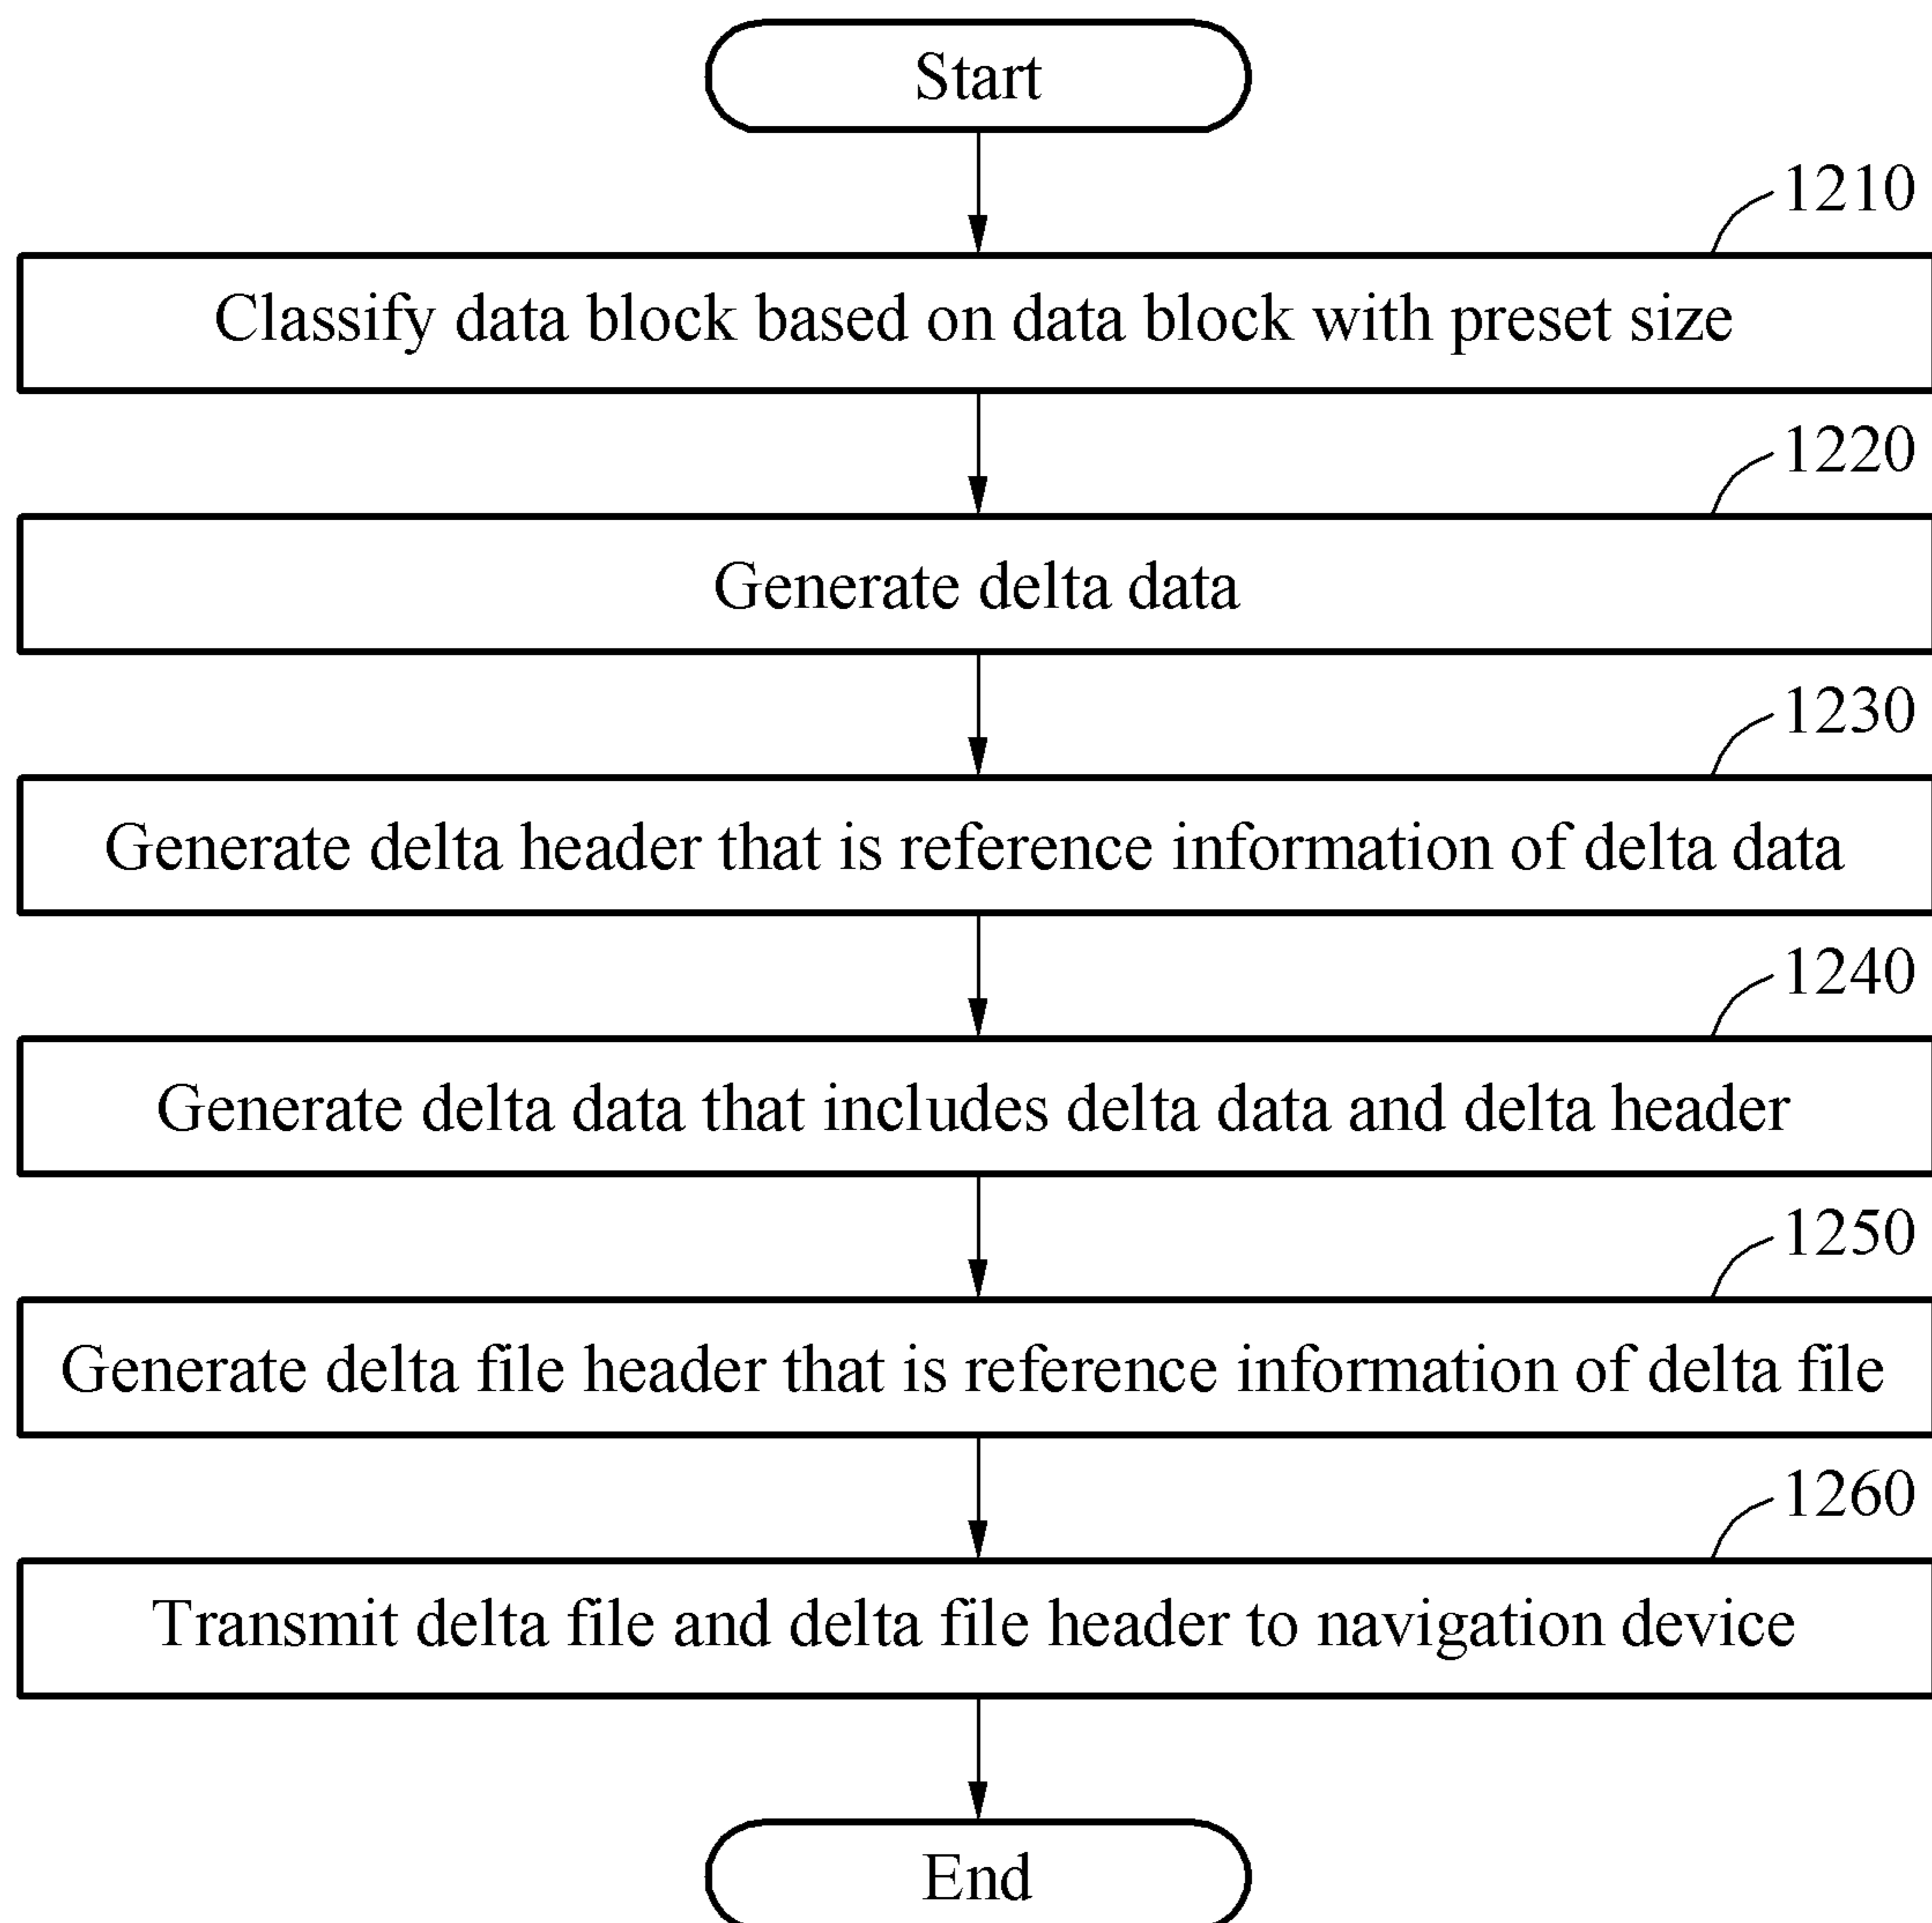 Start
1210
Classify data block based on data block with preset size
1220
Generate delta data
1230
Generate delta header that is reference information of delta data
1240
Generate delta data that includes delta data and delta header
1250
Generate delta file header that is reference information of delta file
1260
Transmit delta file and delta file header to navigation device
End